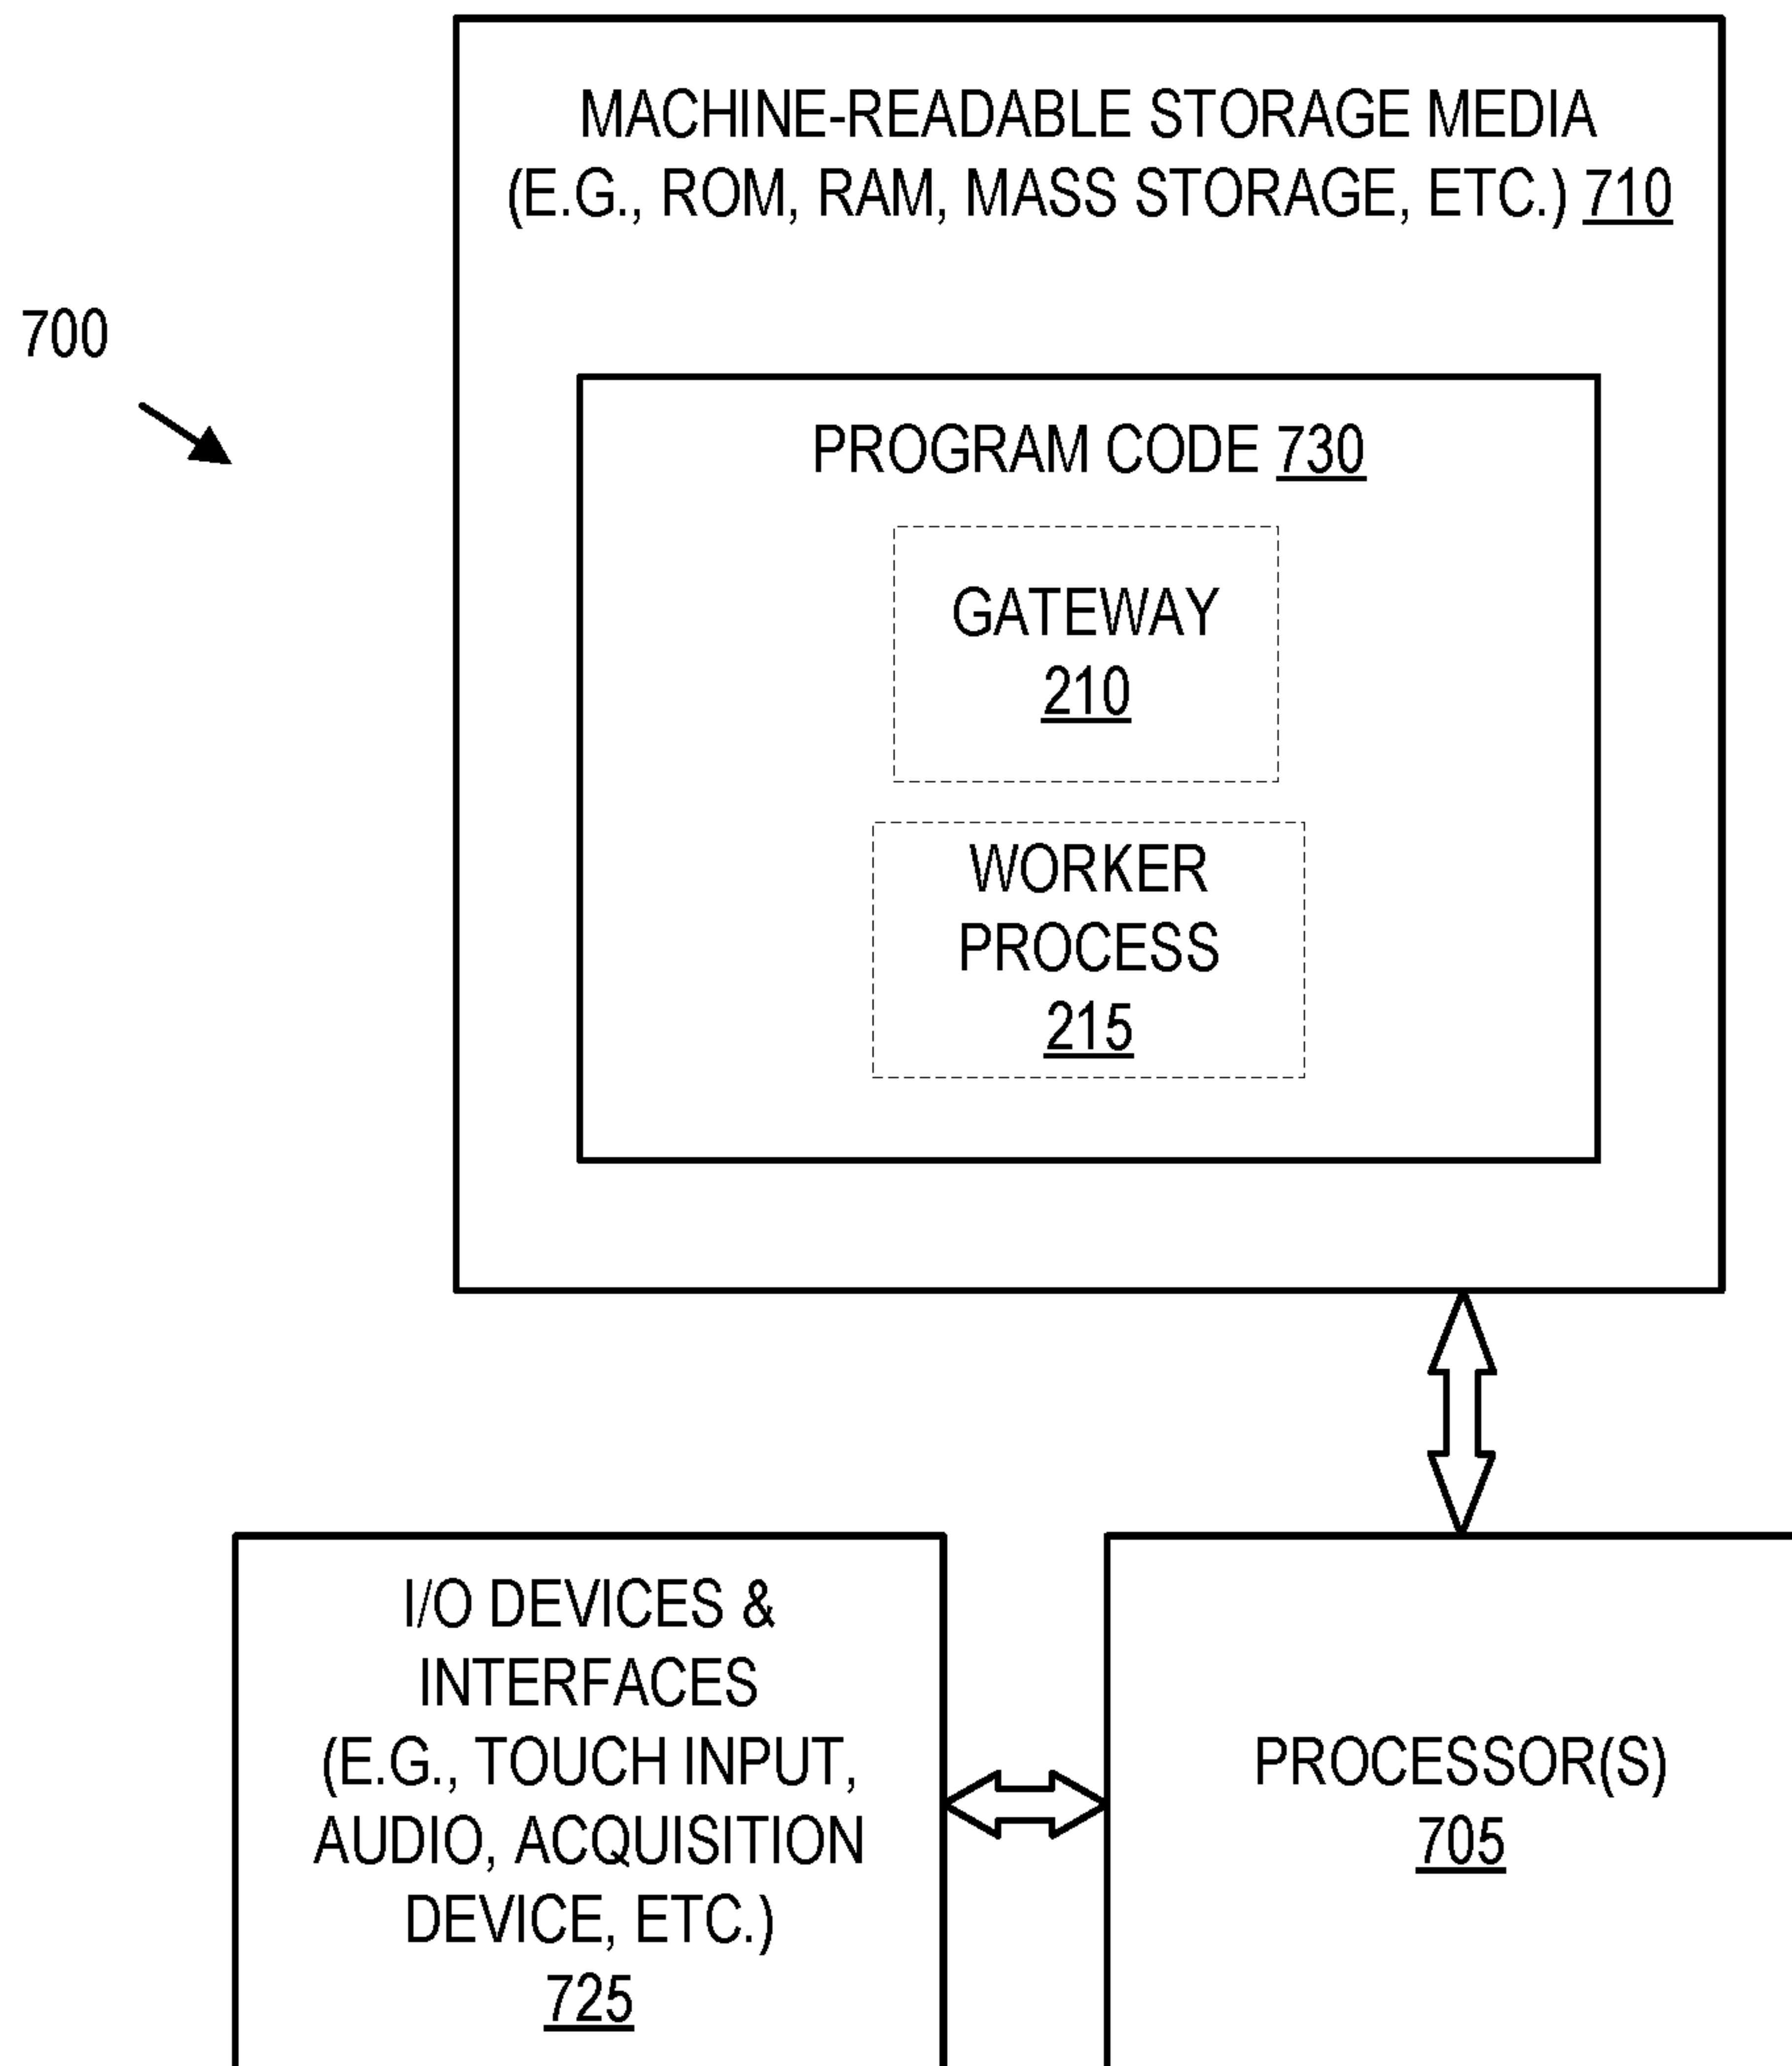 MACHINE-READABLE STORAGE MEDIA
(E.G., ROM, RAM, MASS STORAGE, ETC.) 710
700
PROGRAM CODE 730
GATEWAY
210
WORKER
PROCESS
215
I/O DEVICES &
INTERFACES
(E.G., TOUCH INPUT,
AUDIO, ACQUISITION
DEVICE, ETC.)
725
PROCESSOR(S)
705